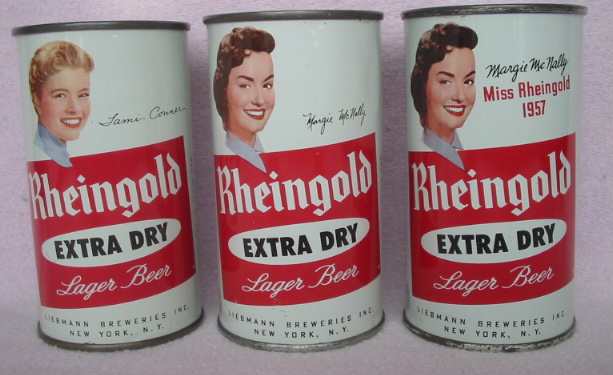 Tami Conner
Rheingold
EXTRA DRY
Lager Beer
LIEBMANN BREWERIES INC.
NEW YORK, N.Y.
Margie McNally
Rheingold
EXTRA DRY
Lager Beer
LIEBMANN BREWERIES INC.
NEW YORK, N.Y.
Margie McNally
Miss Rheingold
1957
Rheingold
EXTRA DRY
Lager Beer
LIEBMANN BREWERIES INC.
NEW YORK, N.Y.